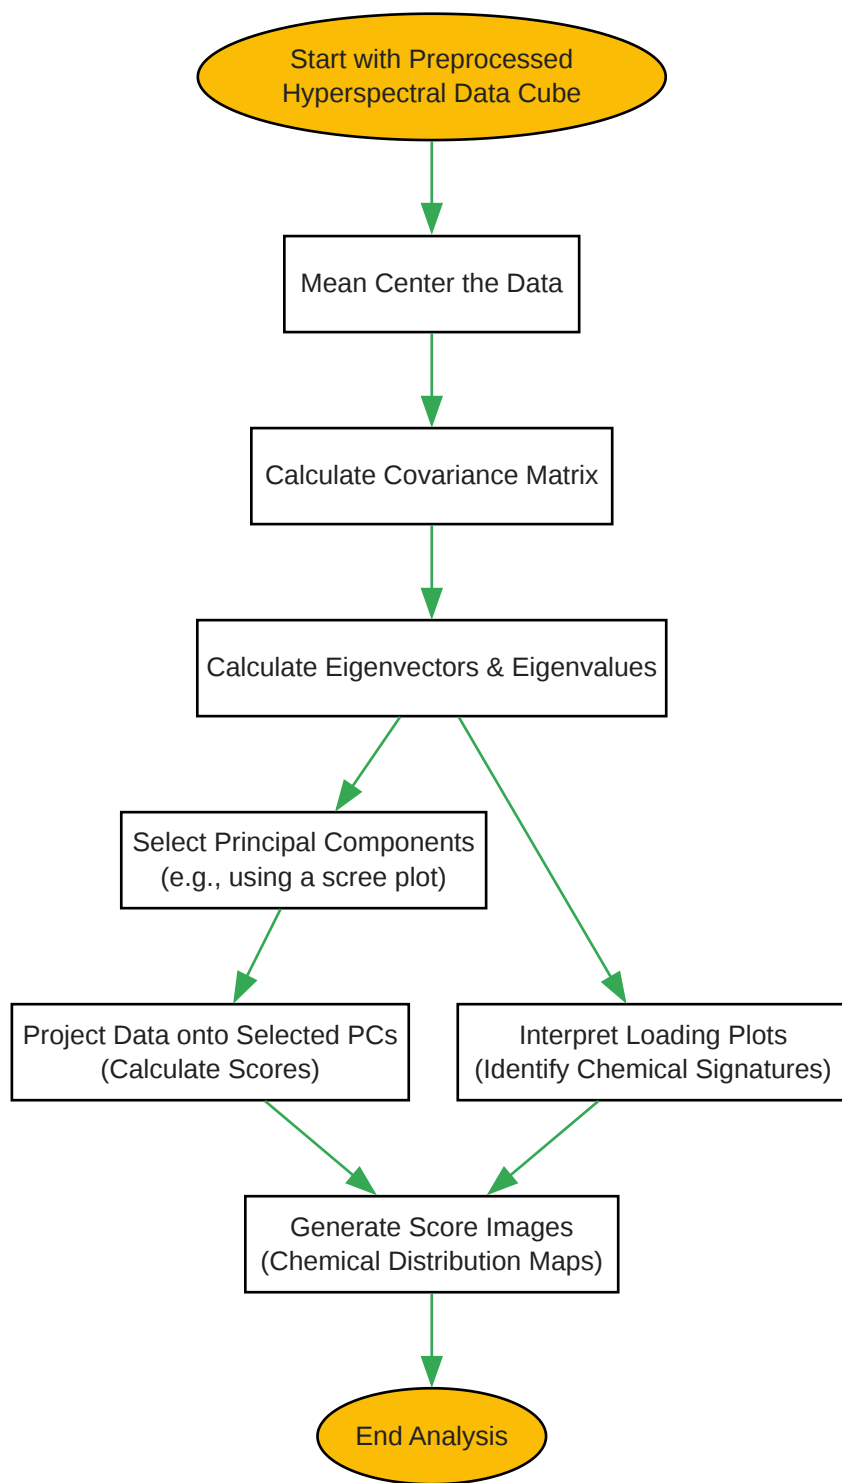 Start with Preprocessed
Hyperspectral Data Cube
Mean Center the Data
Calculate Covariance Matrix
Calculate Eigenvectors & Eigenvalues
Select Principal Components
(e.g., using a scree plot)
Project Data onto Selected PCs
(Calculate Scores)
Interpret Loading Plots
(Identify Chemical Signatures)
Generate Score Images
(Chemical Distribution Maps)
End Analysis